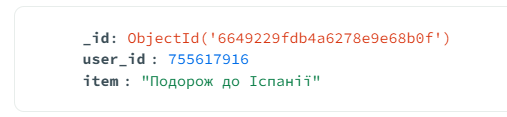 _id: ObjectId('6649229fdb4a6278e9e68b0f')
user_id : 755617916
item : "Подорож до Іспанії"